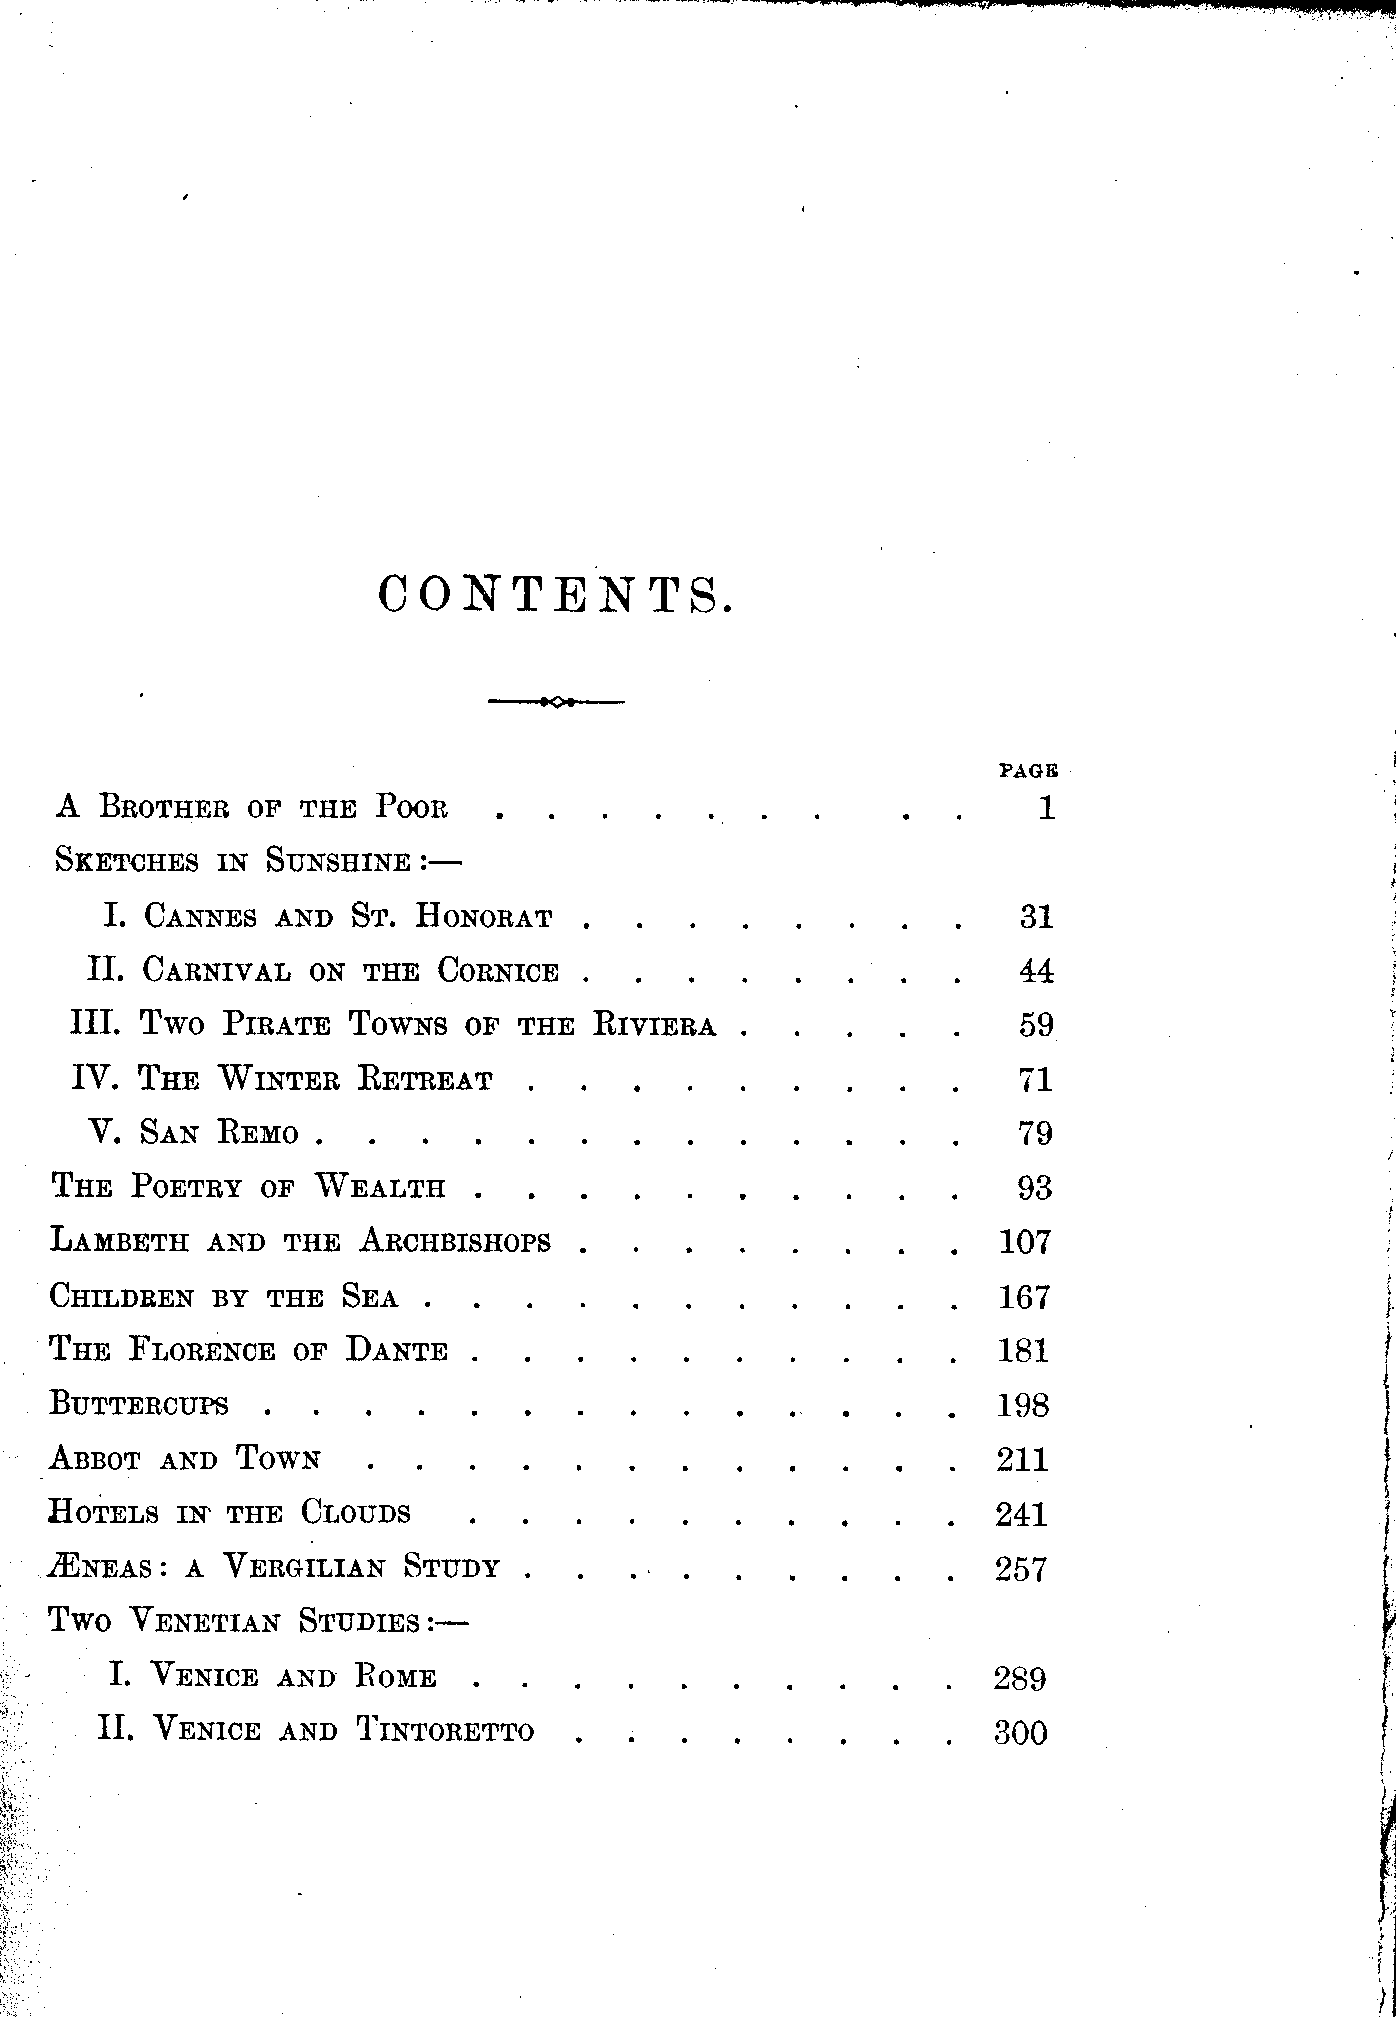 CONTENTS.
PAGE
A BROTHER OF THE POOR . . . . . . . . . 1
SKETCHES IN SUNSHINE:—
I. CANNES AND ST. HONORAT . . . . . . . . 31
II. CARNIVAL ON THE CORNICE . . . . . . . . 44
III. TWO PIRATE TOWNS OF THE RIVIERA . . . . . 59
IV. THE WINTER RETREAT . . . . . . . . . 71
V. SAN REMO . . . . . . . . . . . . . 79
THE POETRY OF WEALTH . . . . . . . . . . 93
LAMBETH AND THE ARCHBISHOPS . . . . . . . . 107
CHILDREN BY THE SEA . . . . . . . . . . . 167
THE FLORENCE OF DANTE . . . . . . . . . . 181
BUTTERCUPS . . . . . . . . . . . . . . 198
ABBOT AND TOWN . . . . . . . . . . . . 211
HOTELS IN THE CLOUDS . . . . . . . . . . 241
ÆNEAS: A VERGILIAN STUDY . . . . . . . . . 257
TWO VENETIAN STUDIES:—
I. VENICE AND ROME . . . . . . . . . . 289
II. VENICE AND TINTORETTO . . . . . . . . 300